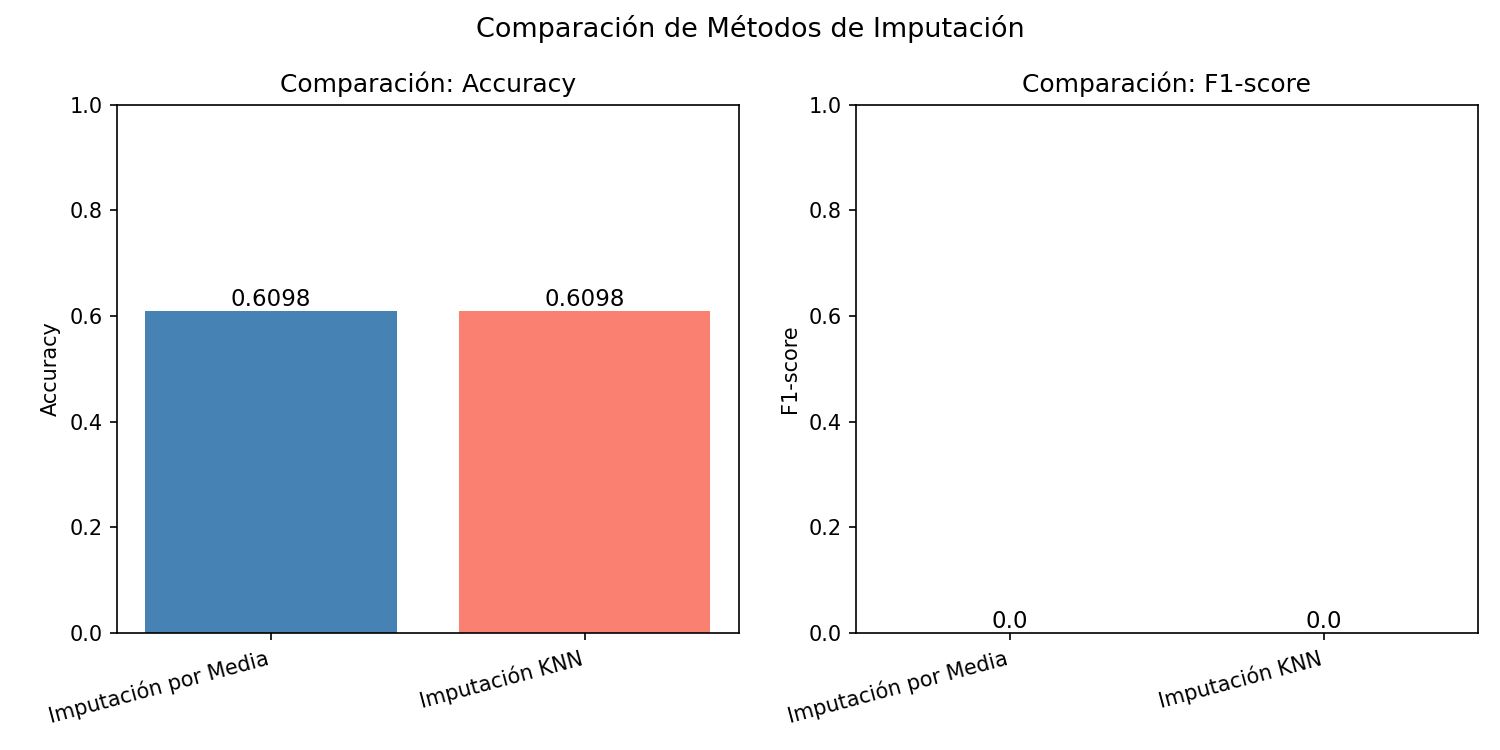 Comparación de Métodos de Imputación
Comparación: Accuracy
1.0
0.8
0.6
0.4
0.2
0.0
Accuracy
0.6098
0.6098
Imputación por Media
Imputación KNN
Comparación: F1-score
1.0
0.8
0.6
0.4
0.2
0.0
F1-score
0.0
0.0
Imputación por Media
Imputación KNN